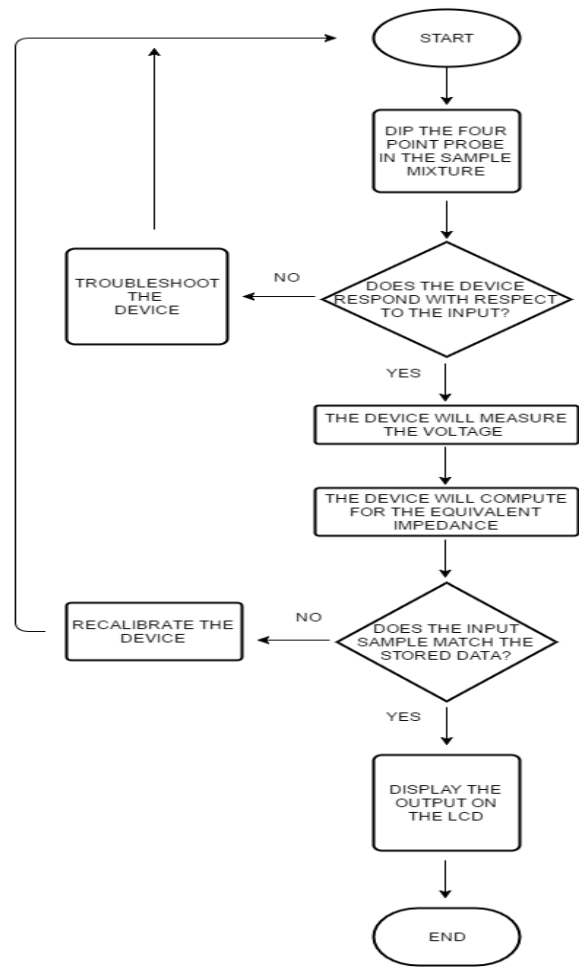 START
DIP THE FOUR
POINT PROBE
IN THE SAMPLE
MIXTURE
DOES THE DEVICE
RESPOND WITH RESPECT
TO THE INPUT?
NO
TROUBLESHOOT
THE
DEVICE
YES
THE DEVICE WILL MEASURE
THE VOLTAGE
THE DEVICE WILL COMPUTE
FOR THE EQUIVALENT
IMPEDANCE
DOES THE INPUT
SAMPLE MATCH THE
STORED DATA?
NO
RECALIBRATE THE
DEVICE
YES
DISPLAY THE
OUTPUT ON
THE LCD
END